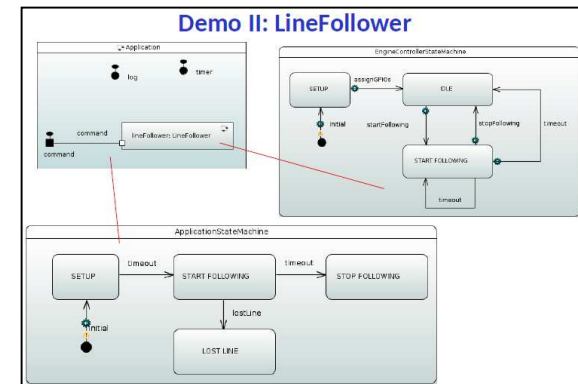 Demo II: LineFollower
Application
log
timer
command
command
lineFollower: LineFollower
EngineControllerStateMachine
SETUP
assignGPIOs
IDLE
Initial
startFollowing
stopFollowing
timeout
START FOLLOWING
timeout
ApplicationStateMachine
SETUP
timeout
START FOLLOWING
timeout
STOP FOLLOWING
Initial
lostLine
LOST LINE